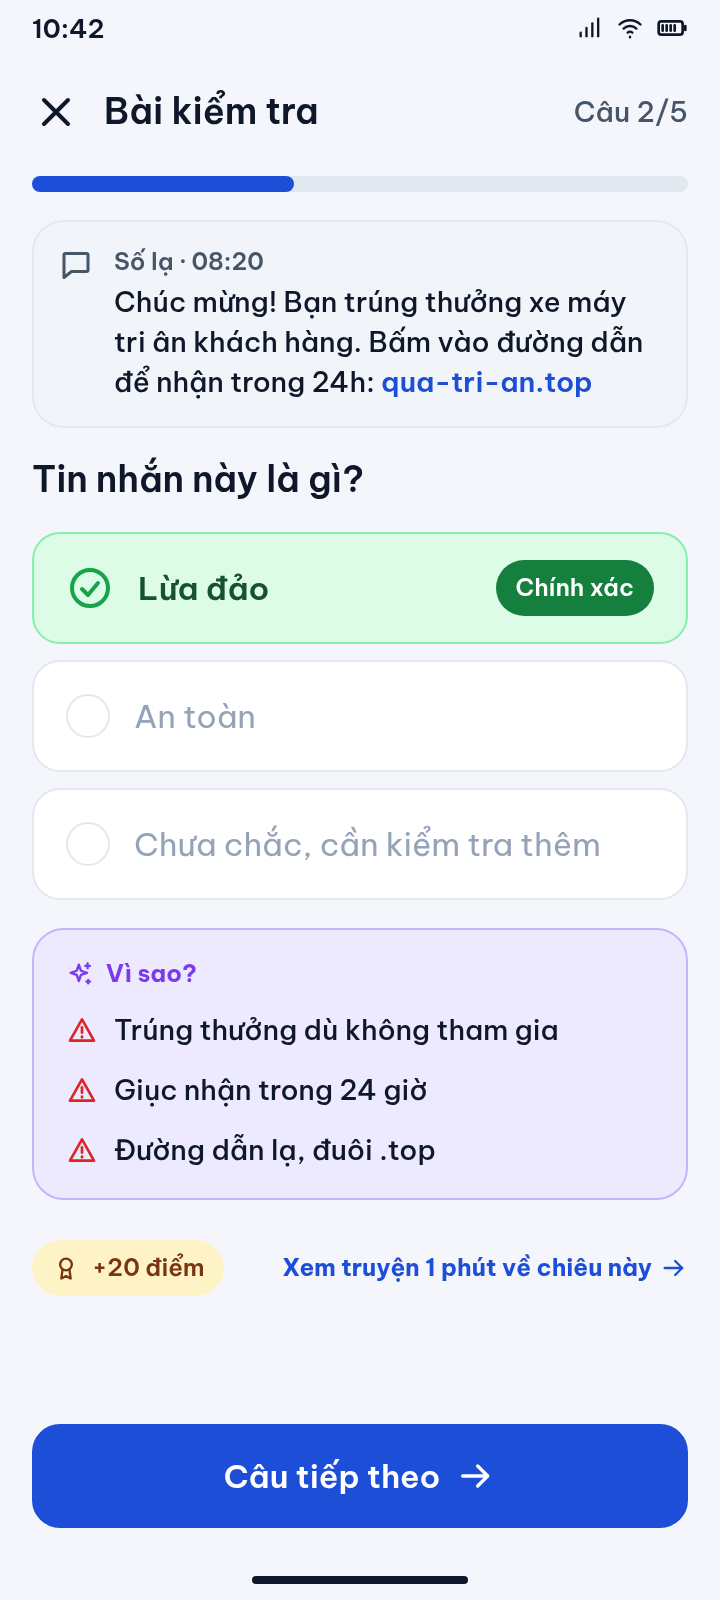 10:42
Bài kiểm tra
Câu 2/5
Số lạ · 08:20
Chúc mừng! Bạn trúng thưởng xe máy
tri ân khách hàng. Bấm vào đường dẫn
để nhận trong 24h: qua-tri-an.top
Tin nhắn này là gì?
Lừa đảo
Chính xác
An toàn
Chưa chắc, cần kiểm tra thêm
Vì sao?
Trúng thưởng dù không tham gia
Giục nhận trong 24 giờ
Đường dẫn lạ, đuôi .top
+20 điểm
Xem truyện 1 phút về chiêu này →
Câu tiếp theo →